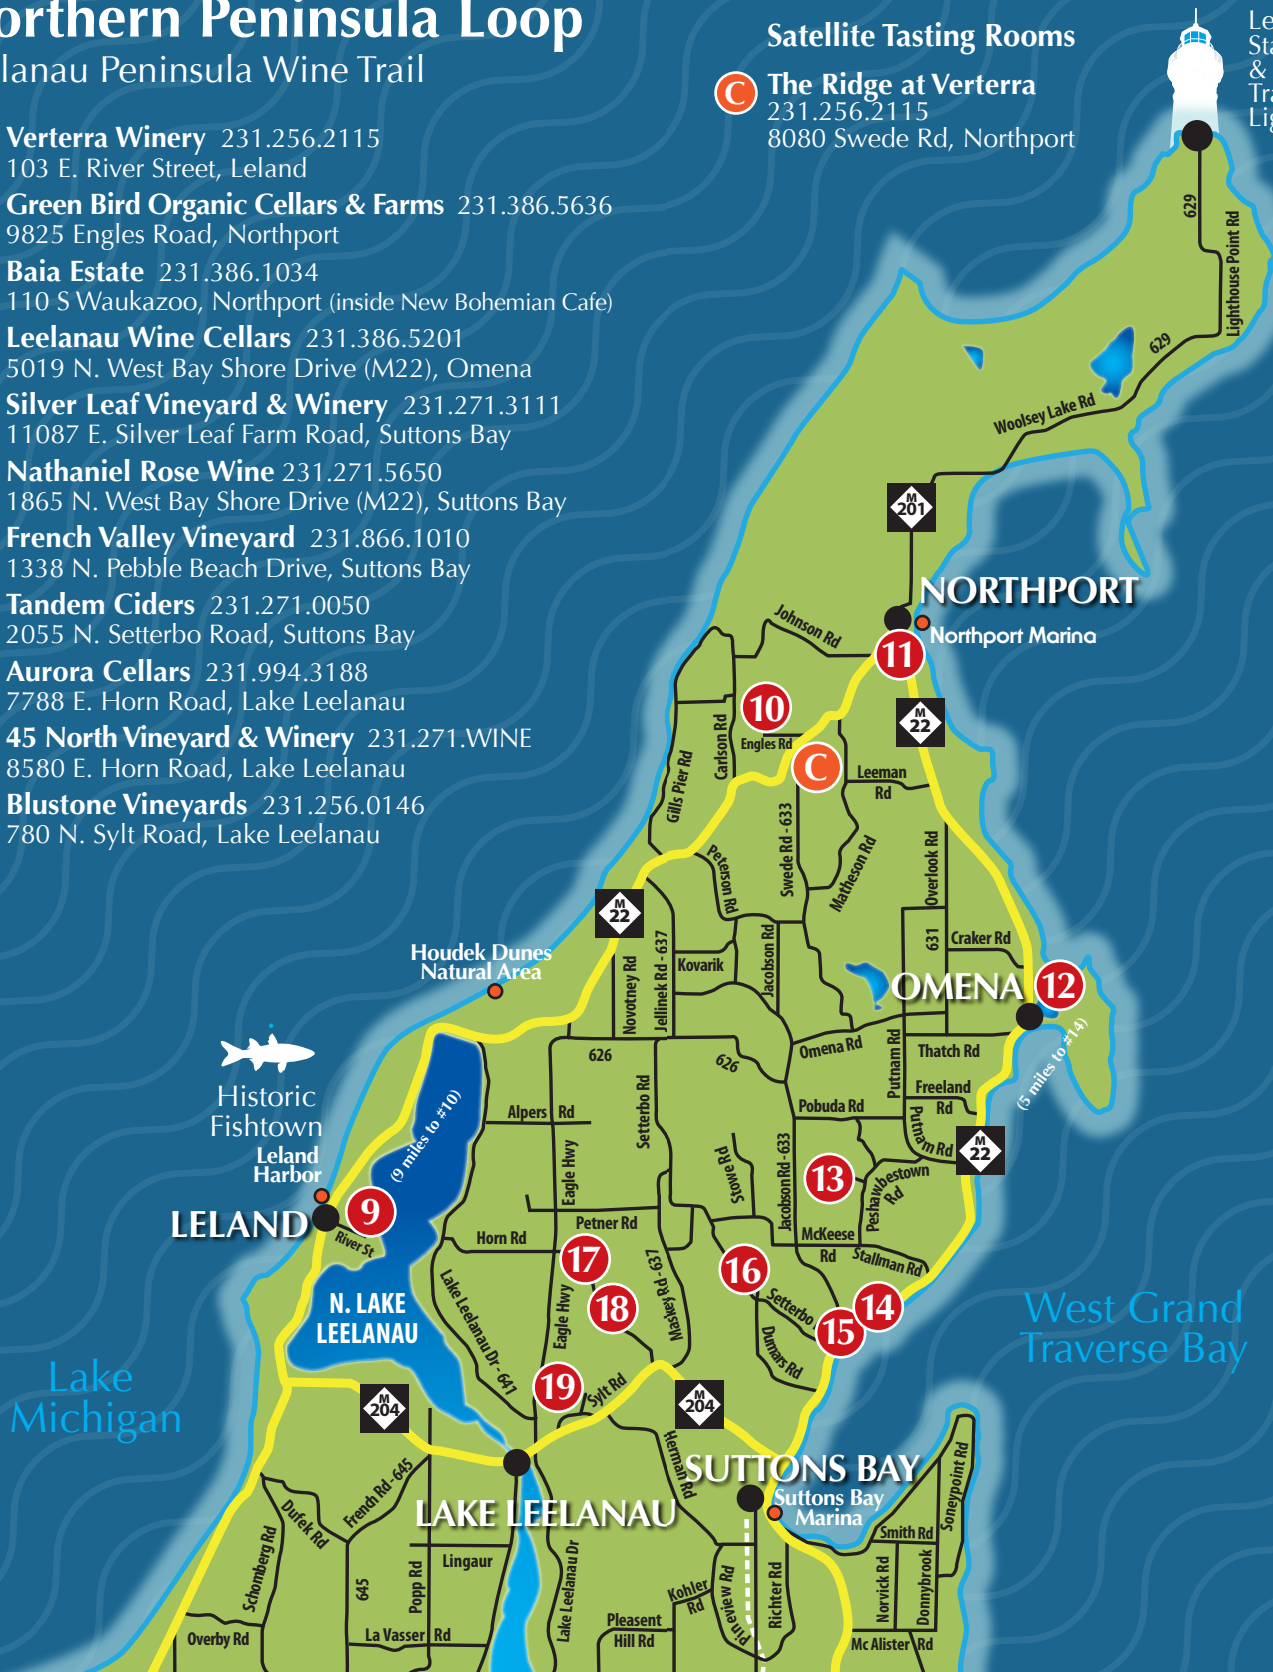 orthern Peninsula Loop
lanau Peninsula Wine Trail
Verterra Winery 231.256.2115
103 E. River Street, Leland
Green Bird Organic Cellars & Farms 231.386.5636
9825 Engles Road, Northport
Baia Estate 231.386.1034
110 S Waukazoo, Northport (inside New Bohemian Cafe)
Leelanau Wine Cellars 231.386.5201
5019 N. West Bay Shore Drive (M22), Omena
Silver Leaf Vineyard & Winery 231.271.3111
11087 E. Silver Leaf Farm Road, Suttons Bay
Nathaniel Rose Wine 231.271.5650
1865 N. West Bay Shore Drive (M22), Suttons Bay
French Valley Vineyard 231.866.1010
1338 N. Pebble Beach Drive, Suttons Bay
Tandem Ciders 231.271.0050
2055 N. Setterbo Road, Suttons Bay
Aurora Cellars 231.994.3188
7788 E. Horn Road, Lake Leelanau
45 North Vineyard & Winery 231.271.WINE
8580 E. Horn Road, Lake Leelanau
Blustone Vineyards 231.256.0146
780 N. Sylt Road, Lake Leelanau
Satellite Tasting Rooms
C The Ridge at Verterra
231.256.2115
8080 Swede Rd, Northport
Le
Sta
&
Tra
Lig
629
Lighthouse Point Rd
629
Woolsey Lake Rd
M
201
NORTHPORT
Northport Marina
Johnson Rd
11
10
M
22
Carlson Rd
Engles Rd
C
Gills Pier Rd
Leeman
Rd
Swede Rd - 633
Matheson Rd
Overlook Rd
Peterson Rd
M
22
631
Craker Rd
Houdek Dunes
Natural Area
Novotney Rd
Jellinek Rd - 637
Kovarik
Jacobson Rd
OMENA
12
(5 miles to #14)
626
626
Omena Rd
Putnam Rd
Thatch Rd
Freeland
Rd
Historic
Fishtown
Leland
Harbor
(9 miles to #10)
Alpers Rd
Setterbo Rd
Pobuda Rd
Putnam Rd
M
22
Eagle Hwy
Stowe Rd
Jacobson Rd - 633
13
Peshawbestown
Rd
LELAND
9
River St
Petner Rd
Horn Rd
McKeese
Rd
Stallman Rd
17
16
Maskey Rd - 637
N. LAKE
LEELANAU
Lake Leelanau Dr - 641
Eagle Hwy
18
Setterbo
14
15
Dumars Rd
West Grand
Traverse Bay
Lake
Michigan
19
Sylt Rd
M
204
M
204
Herman Rd
SUTTONS BAY
Suttons Bay
Marina
Soneypoint Rd
French Rd - 645
LAKE LEELANAU
Dufek Rd
Schomberg Rd
Lingaur
Smith Rd
645
Popp Rd
Lake Leelanau Dr
Kohler
Rd
Pineview Rd
Richter Rd
Norvick Rd
Donnybrook
Overby Rd
La Vasser Rd
Pleasent
Hill Rd
Mc Alister Rd